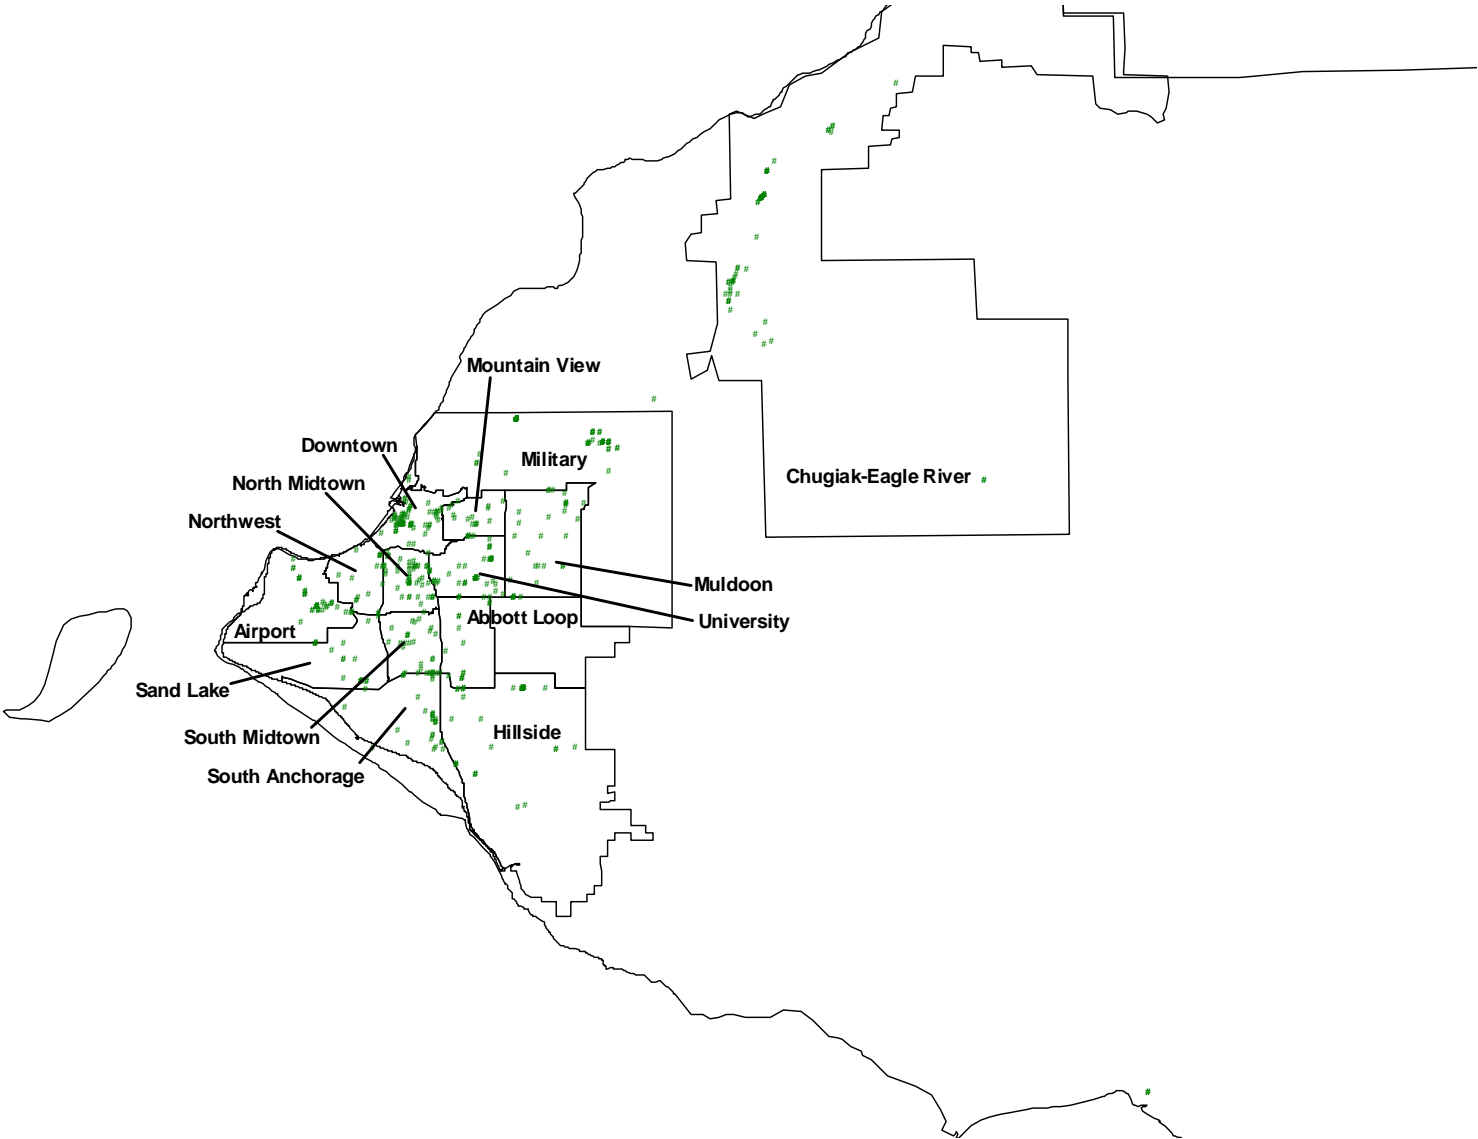 Mountain View
Downtown
Military
North Midtown
Chugiak-Eagle River
Northwest
Muldoon
Abbott Loop
University
Airport
Sand Lake
Hillside
South Midtown
South Anchorage